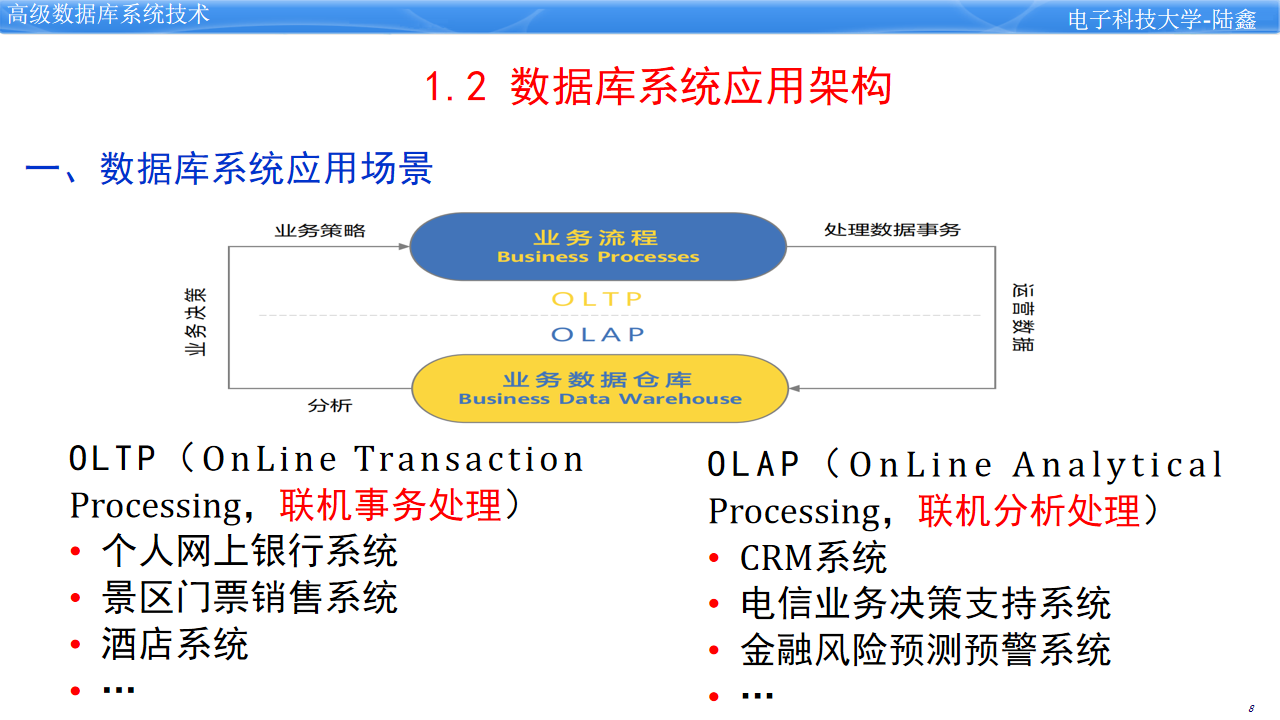 高级数据库系统技术
电子科技大学-陆鑫
1.2 数据库系统应用架构
一、数据库系统应用场景
业务策略
业务流程
Business Processes
处理数据事务
业务决策
OLTP
OLAP
运营数据
业务数据仓库
Business Data Warehouse
分析
OLTP（OnLine Transaction
Processing，联机事务处理）
• 个人网上银行系统
• 景区门票销售系统
• 酒店系统
• …
OLAP（OnLine Analytical
Processing，联机分析处理）
• CRM系统
• 电信业务决策支持系统
• 金融风险预测预警系统
• …
8